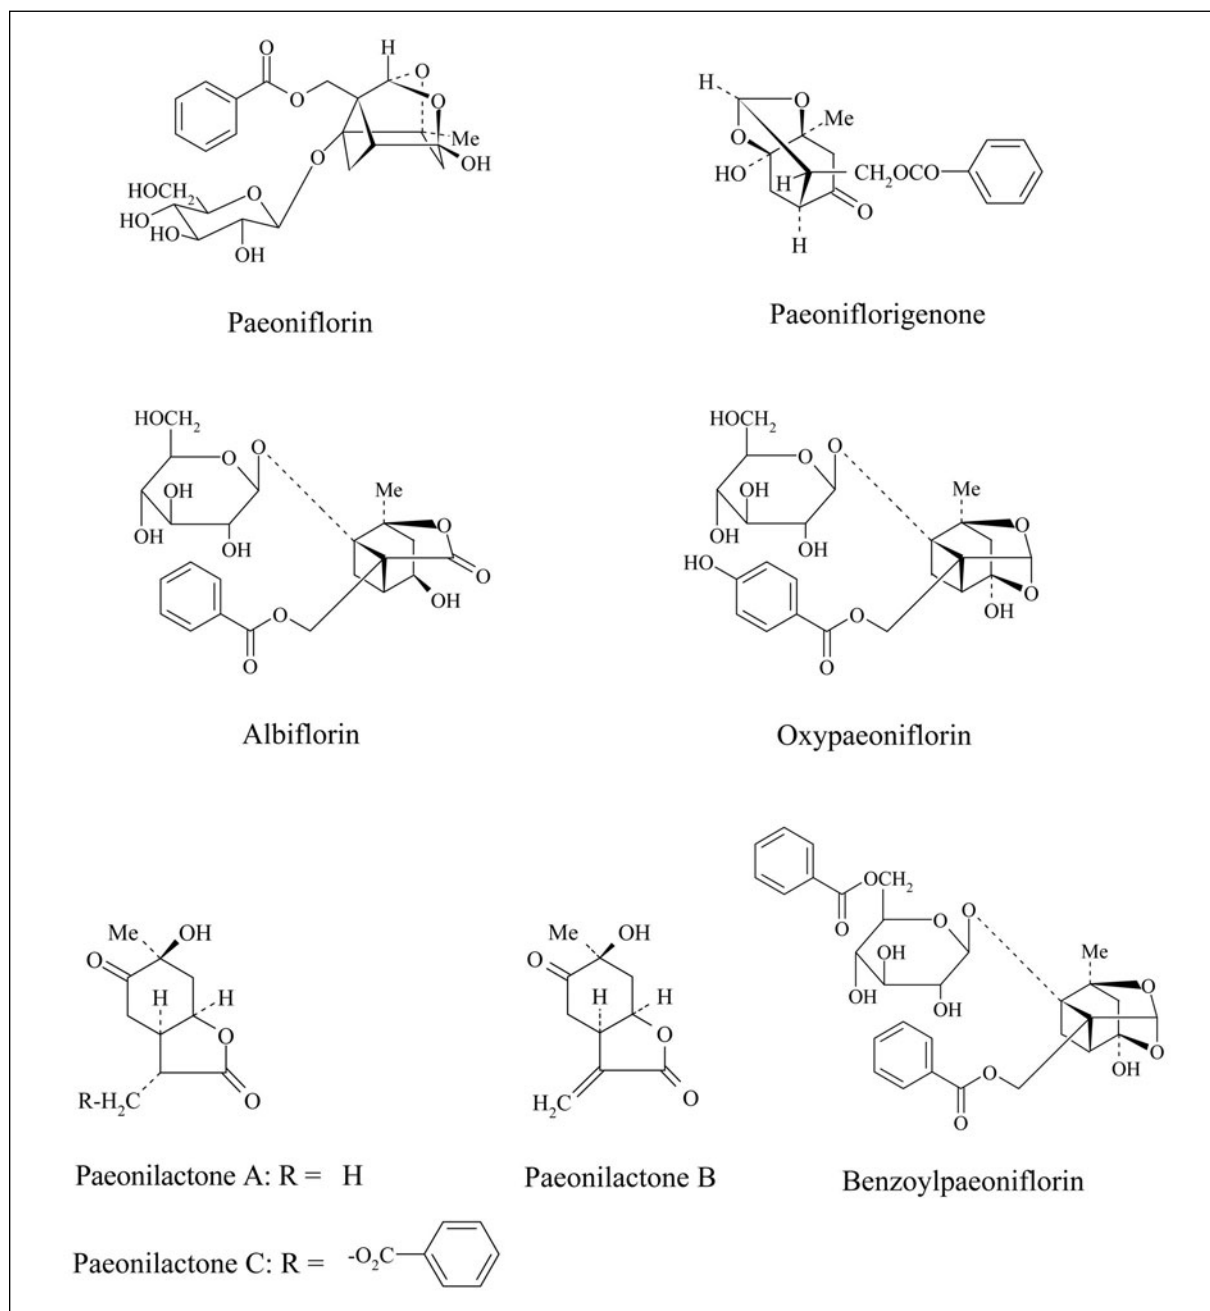 H
O
O
O
O
Me
OH
O
O
HOCH₂
HO
HO
OH
Paeoniflorin
H
O
Me
O
HO
H
CH₂OCO
O
H
Paeoniflorigenone
HOCH₂
O
O
OH
OH
OH
Me
O
O
OH
O
O
Albiflorin
HOCH₂
O
O
OH
OH
OH
Me
O
HO
O
OH
O
O
Oxypaeoniflorin
Me
OH
O
H
H
O
R-H₂C
O
Paeonilactone A: R = H
Paeonilactone C: R = -O₂C
Me
OH
O
H
H
O
H₂C
O
Paeonilactone B
OCH₂
O
O
O
OH
OH
OH
Me
O
O
O
OH
O
Benzoylpaeoniflorin